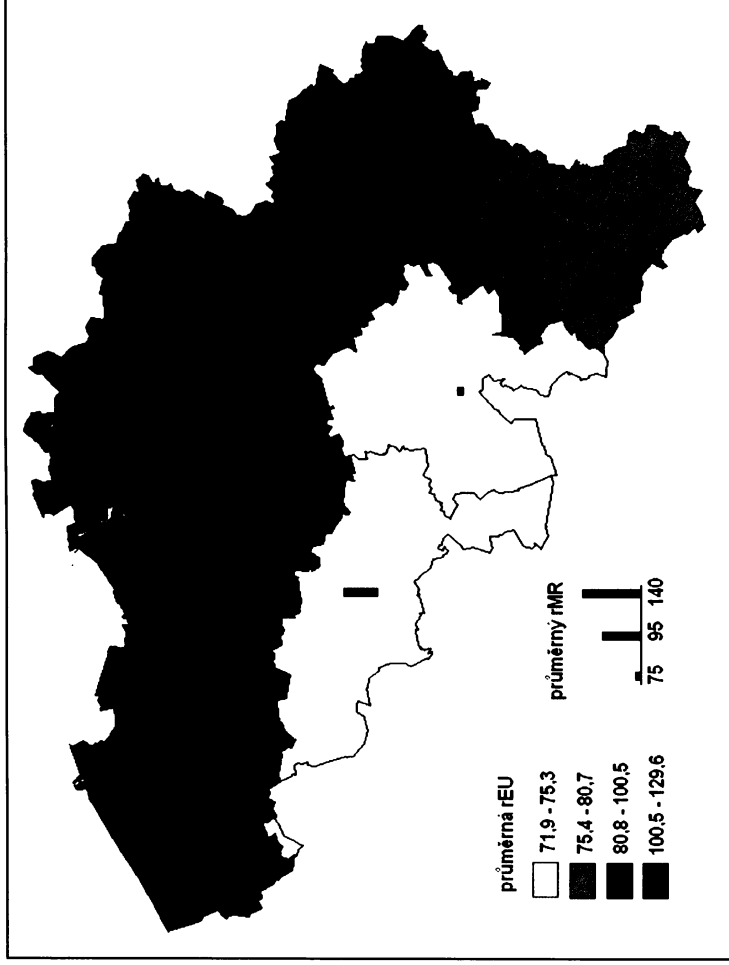 průměrná rEU
71,9 - 75,3
75,4 - 80,7
80,8 - 100,5
100,5 - 129,6
průměrný rMR
75 95 140